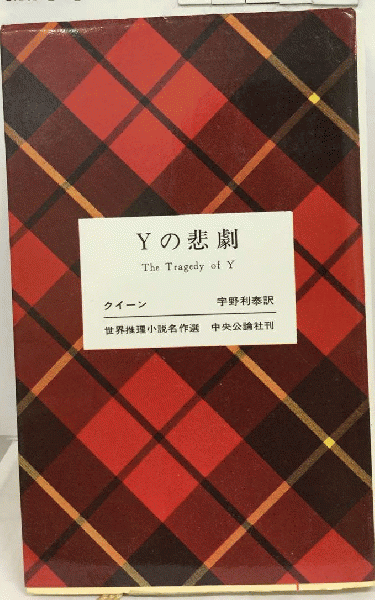 Yの悲劇
The Tragedy of Y
クイーン 宇野利泰訳
世界推理小説名作選 中央公論社刊